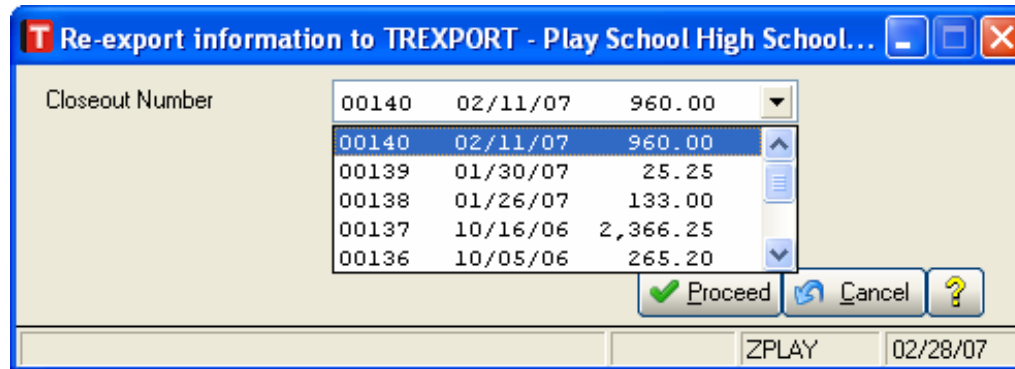 T Re-export information to TREXPORT - Play School High School...
Closeout Number 00140 02/11/07 960.00
00140 02/11/07 960.00
00139 01/30/07 25.25
00138 01/26/07 133.00
00137 10/16/06 2,366.25
00136 10/05/06 265.20
Proceed Cancel ?
ZPLAY 02/28/07